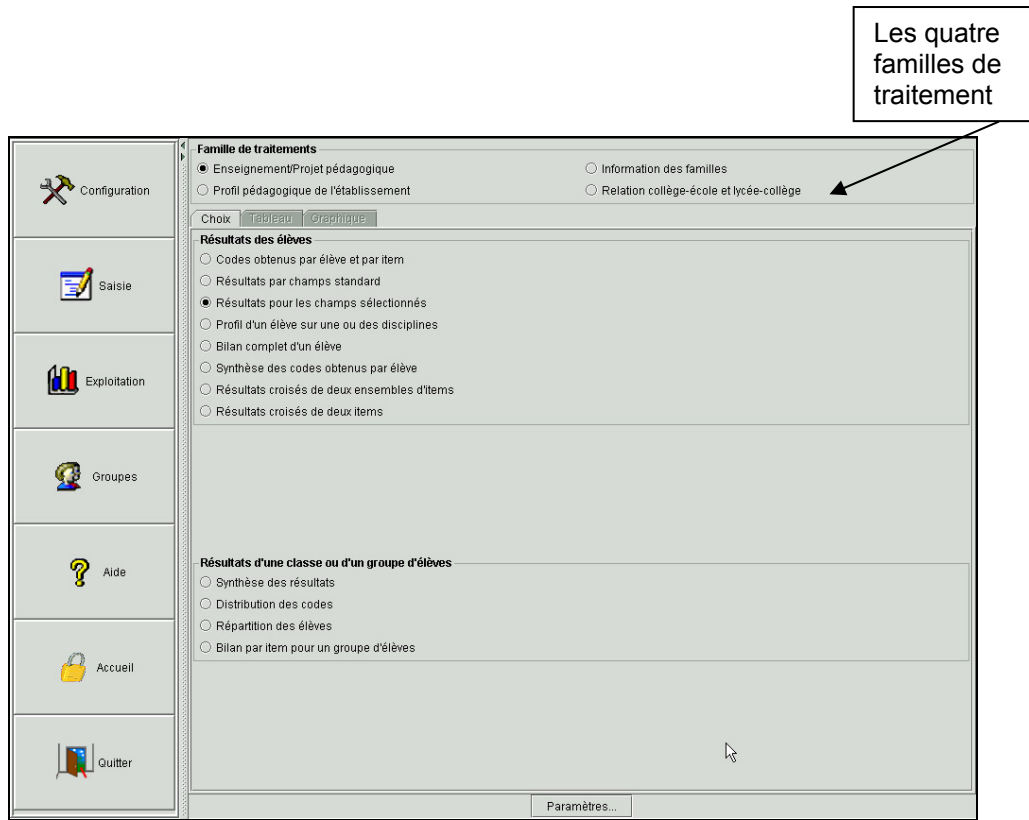 Les quatre
familles de
traitement
Famille de traitements
Enseignement/Projet pédagogique
Information des familles
Profil pédagogique de l'établissement
Relation collège-école et lycée-collège
Choix
Tableau
Graphique
Résultats des élèves
Codes obtenus par élève et par item
Résultats par champs standard
Résultats pour les champs sélectionnés
Profil d'un élève sur une ou des disciplines
Bilan complet d'un élève
Synthèse des codes obtenus par élève
Résultats croisés de deux ensembles d'items
Résultats croisés de deux items
Résultats d'une classe ou d'un groupe d'élèves
Synthèse des résultats
Distribution des codes
Répartition des élèves
Bilan par item pour un groupe d'élèves
Paramètres...
Configuration
Saisie
Exploitation
Groupes
Aide
Accueil
Quitter